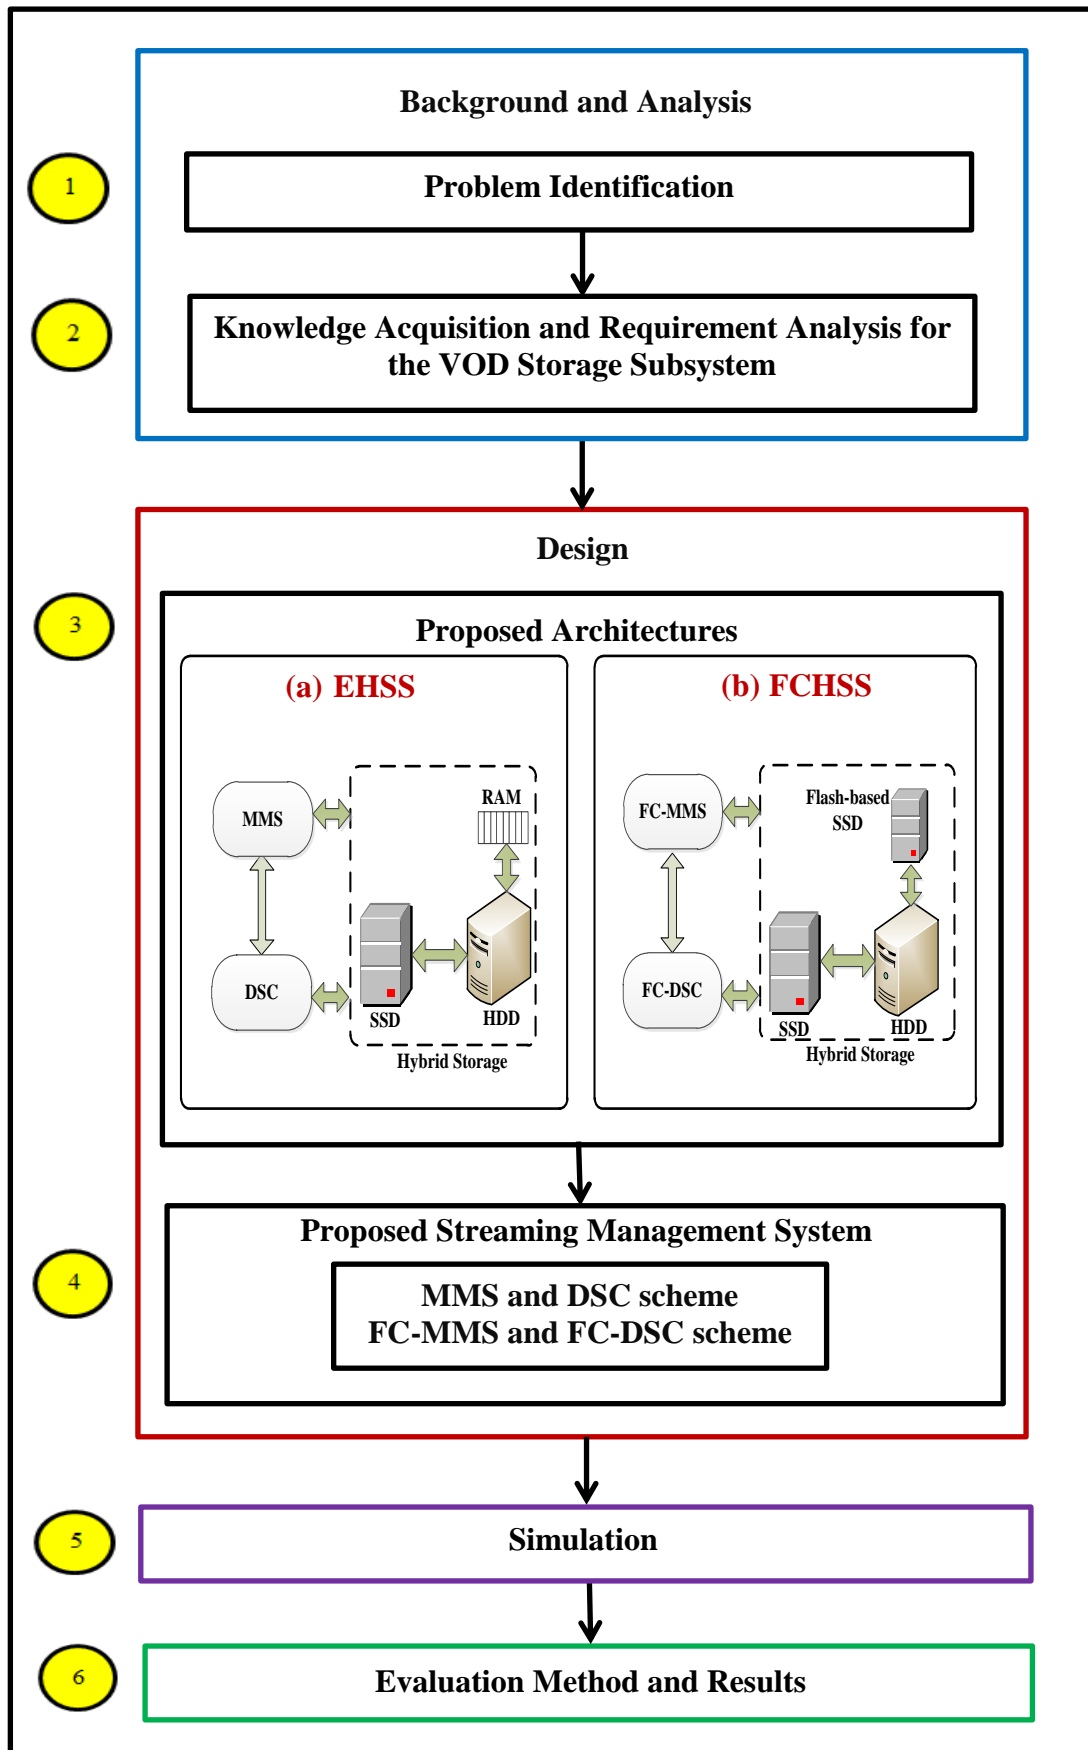 Background and Analysis
1
Problem Identification
2
Knowledge Acquisition and Requirement Analysis for
the VOD Storage Subsystem
Design
3
Proposed Architectures
(a) EHSS
MMS
RAM
DSC
SSD
HDD
Hybrid Storage
(b) FCHSS
FC-MMS
Flash-based
SSD
FC-DSC
SSD
HDD
Hybrid Storage
Proposed Streaming Management System
4
MMS and DSC scheme
FC-MMS and FC-DSC scheme
5
Simulation
6
Evaluation Method and Results